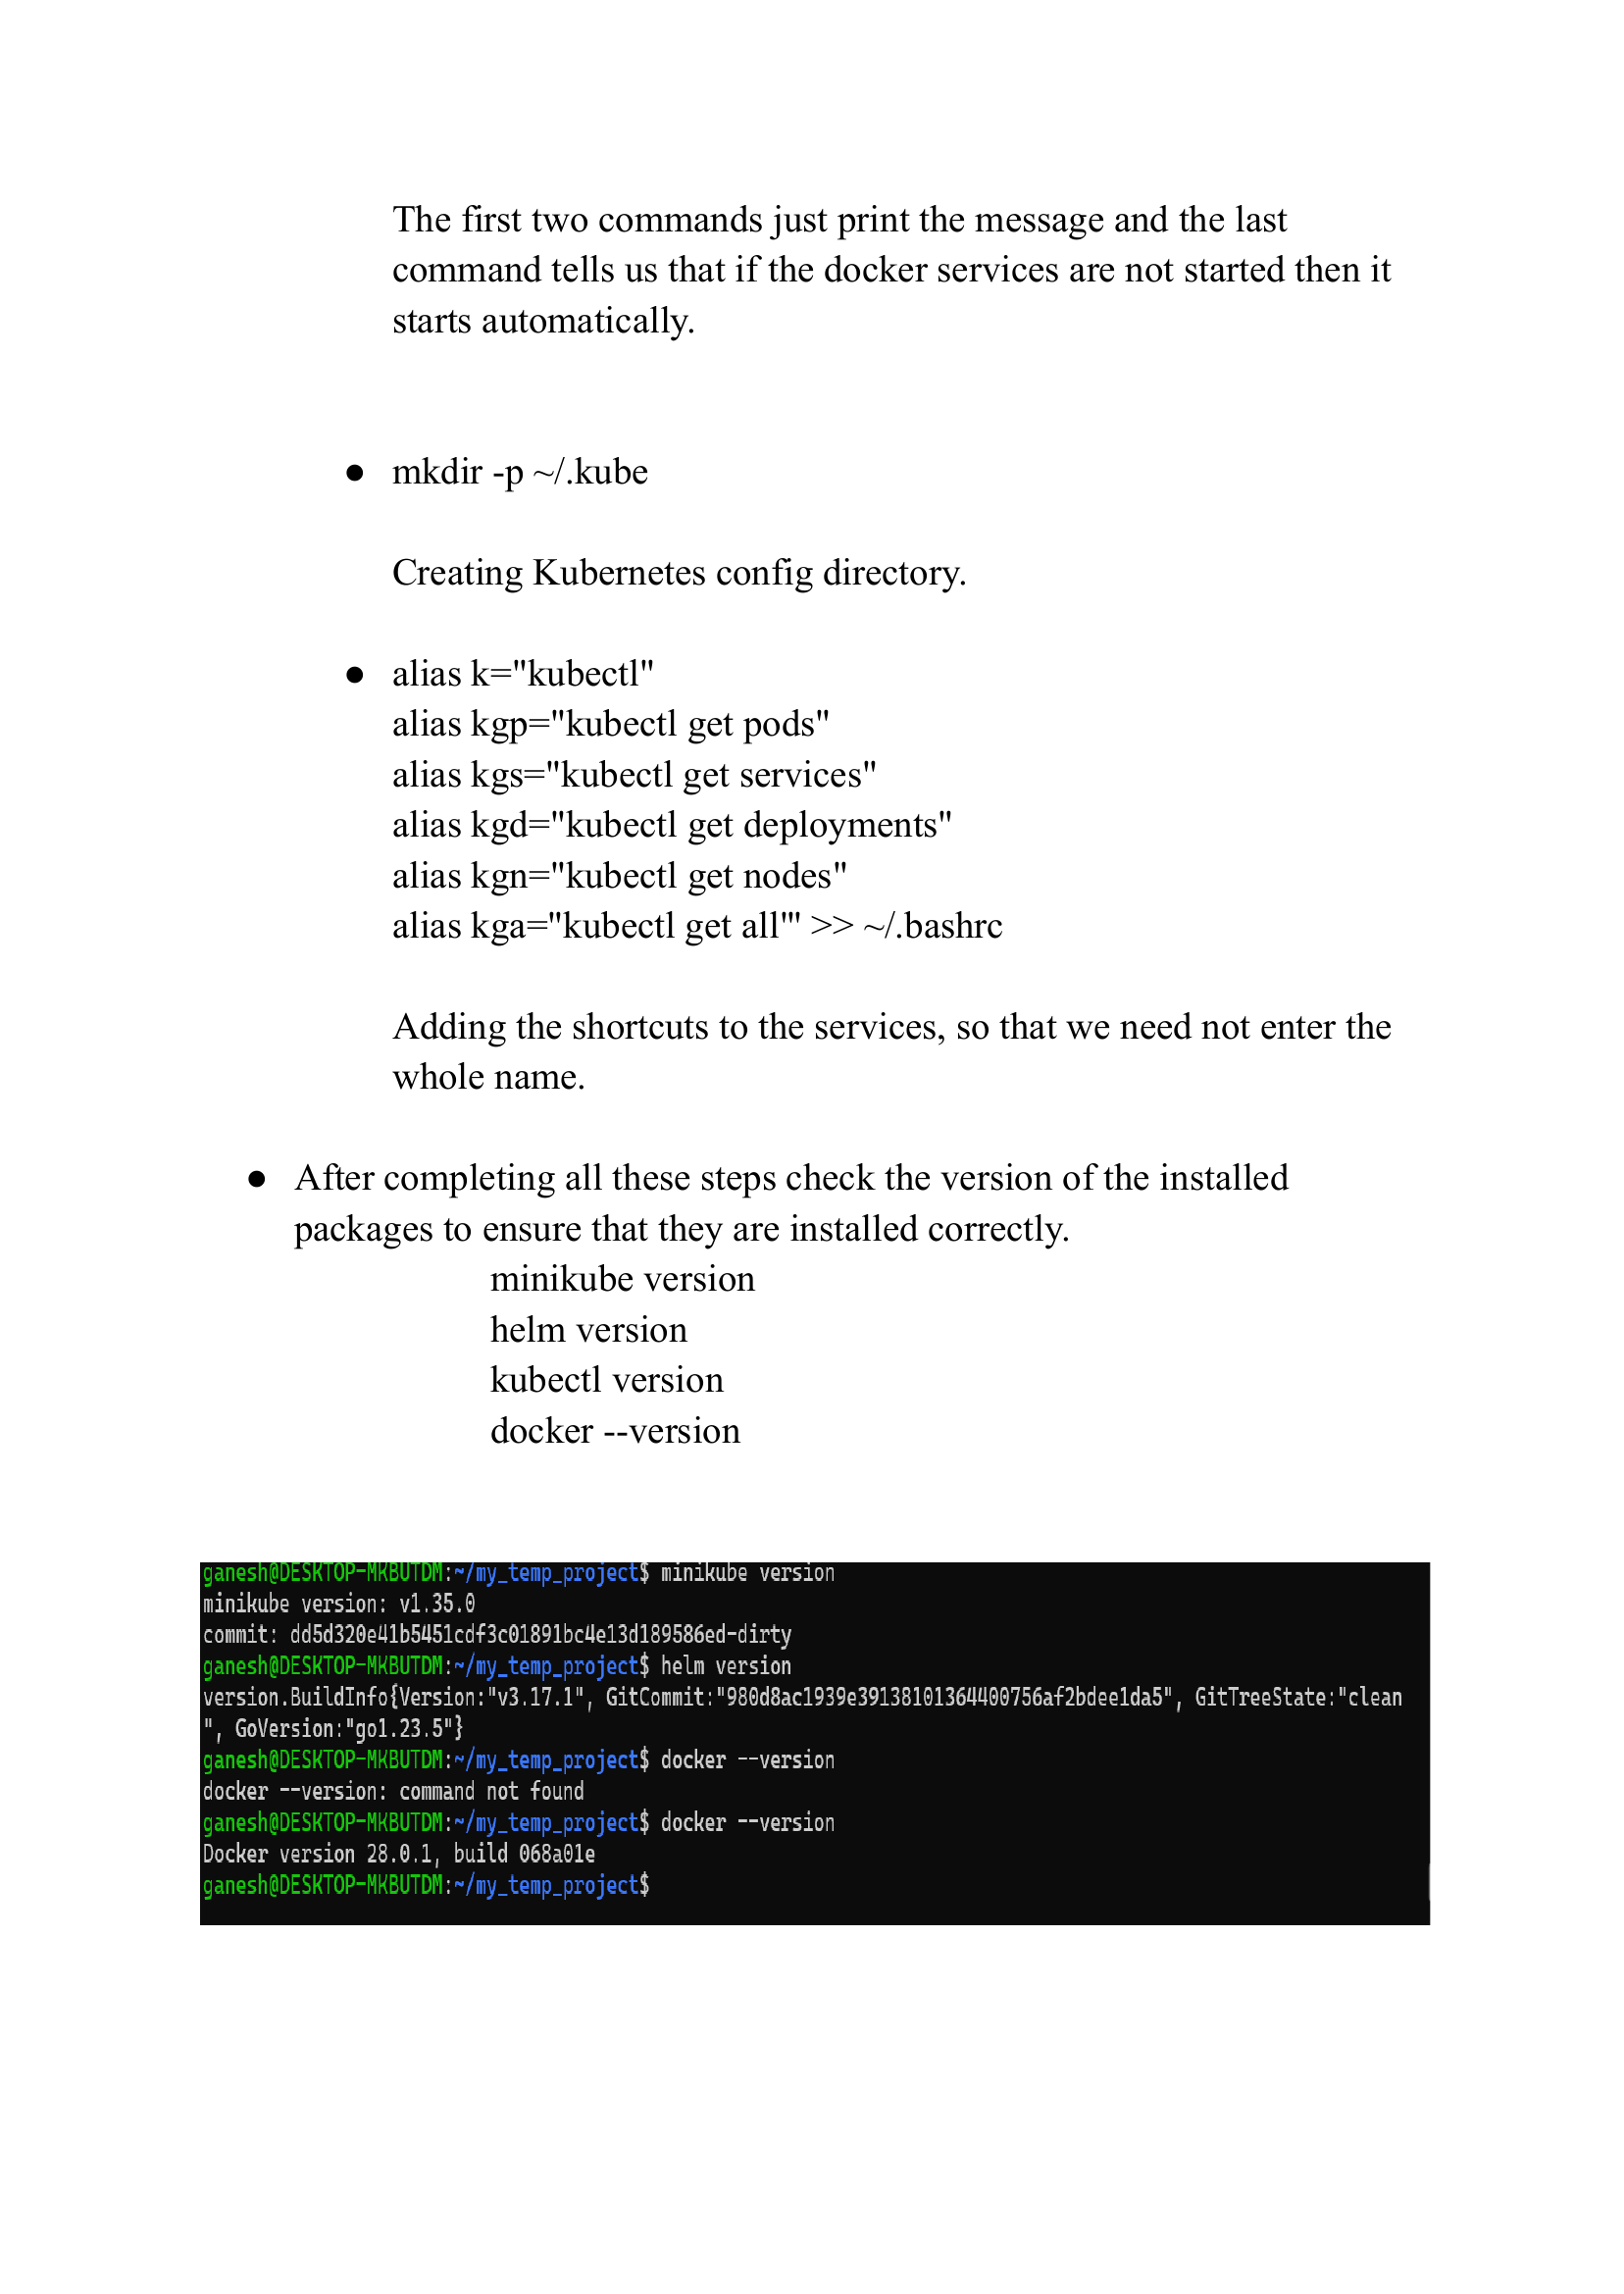 The first two commands just print the message and the last
command tells us that if the docker services are not started then it
starts automatically.
● mkdir -p ~/.kube
Creating Kubernetes config directory.
● alias k="kubectl"
alias kgp="kubectl get pods"
alias kgs="kubectl get services"
alias kgd="kubectl get deployments"
alias kgn="kubectl get nodes"
alias kga="kubectl get all"' >> ~/.bashrc
Adding the shortcuts to the services, so that we need not enter the
whole name.
● After completing all these steps check the version of the installed
packages to ensure that they are installed correctly.
minikube version
helm version
kubectl version
docker --version
ganesh@DESKTOP-MKBUTDM:~/my_temp_project$ minikube version
minikube version: v1.35.0
commit: dd5d320e41b5451cdf3c01891bc4e13d189586ed-dirty
ganesh@DESKTOP-MKBUTDM:~/my_temp_project$ helm version
version.BuildInfo{Version:"v3.17.1", GitCommit:"980d8ac1939e39138101364400756af2bdee1da5", GitTreeState:"clean
", GoVersion:"go1.23.5"}
ganesh@DESKTOP-MKBUTDM:~/my_temp_project$ docker --version
docker --version: command not found
ganesh@DESKTOP-MKBUTDM:~/my_temp_project$ docker --version
Docker version 28.0.1, build 068a01e
ganesh@DESKTOP-MKBUTDM:~/my_temp_project$